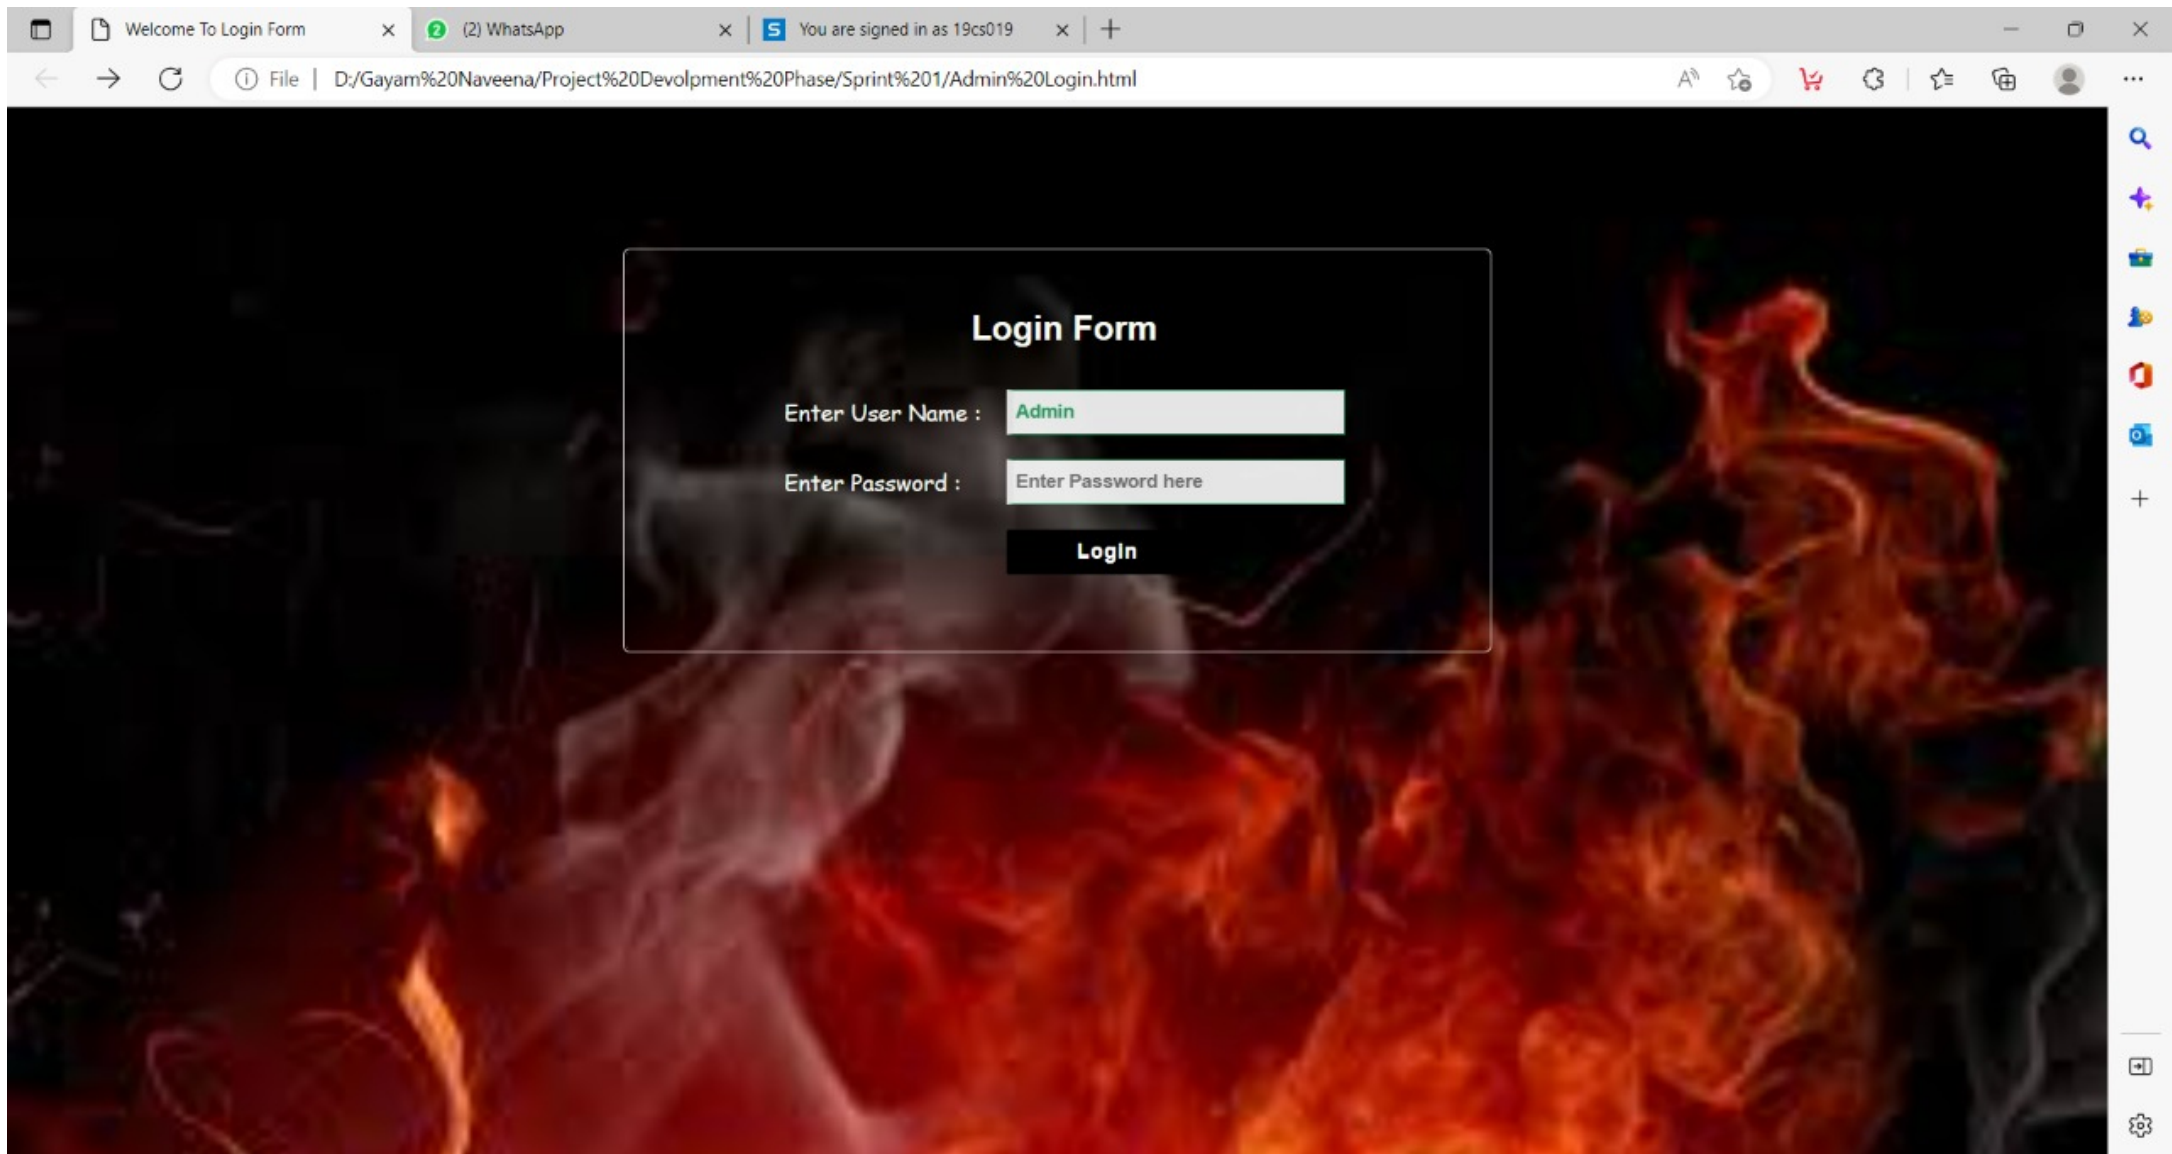 Welcome To Login Form
2 (2) WhatsApp
S You are signed in as 19cs019
File | D:/Gayam%20Naveena/Project%20Devolpment%20Phase/Sprint%201/Admin%20Login.html
Login Form
Enter User Name : Admin
Enter Password : Enter Password here
Login